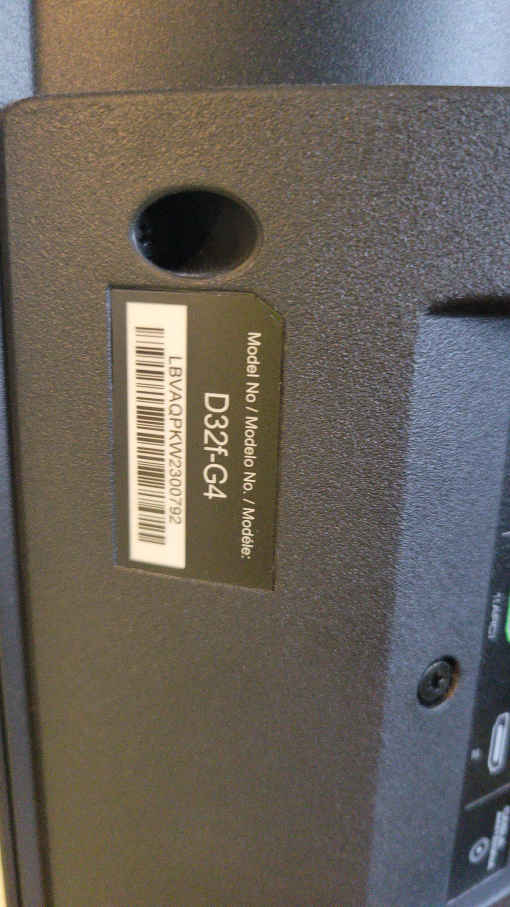 Model No / Modelo No. / Modèle:
D32f-G4
LBVAQPKW2300792